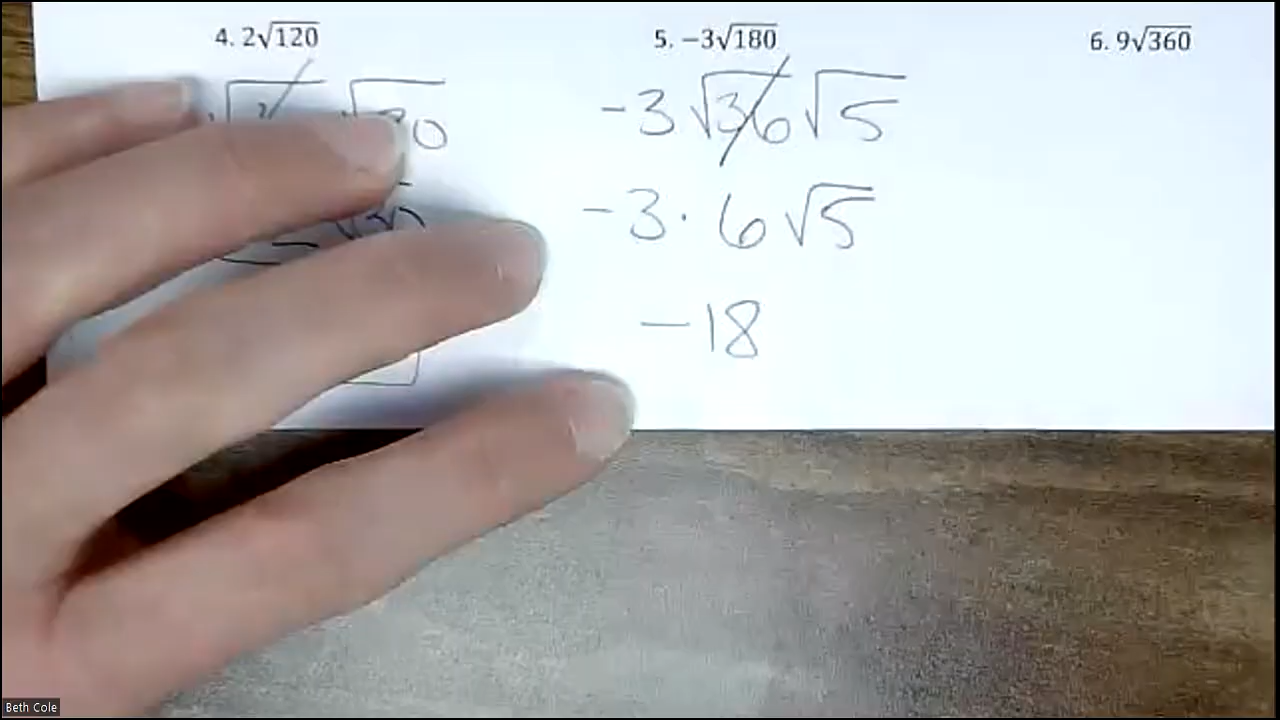 4. 2√120
5. −3√180
6. 9√360
-3 √36 √5
-3 · 6 √5
-18
Beth Cole